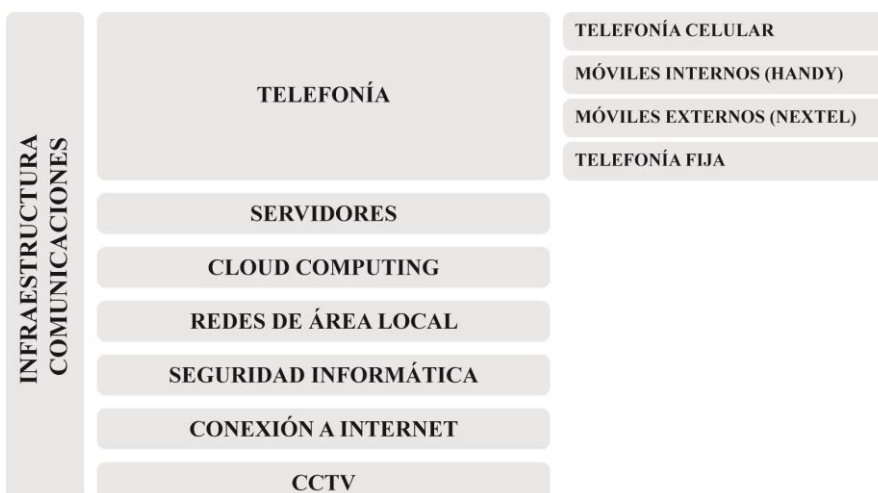 INFRAESTRUCTURA
COMUNICACIONES
TELEFONÍA
TELEFONÍA CELULAR
MÓVILES INTERNOS (HANDY)
MÓVILES EXTERNOS (NEXTEL)
TELEFONÍA FIJA
SERVIDORES
CLOUD COMPUTING
REDES DE ÁREA LOCAL
SEGURIDAD INFORMÁTICA
CONEXIÓN A INTERNET
CCTV